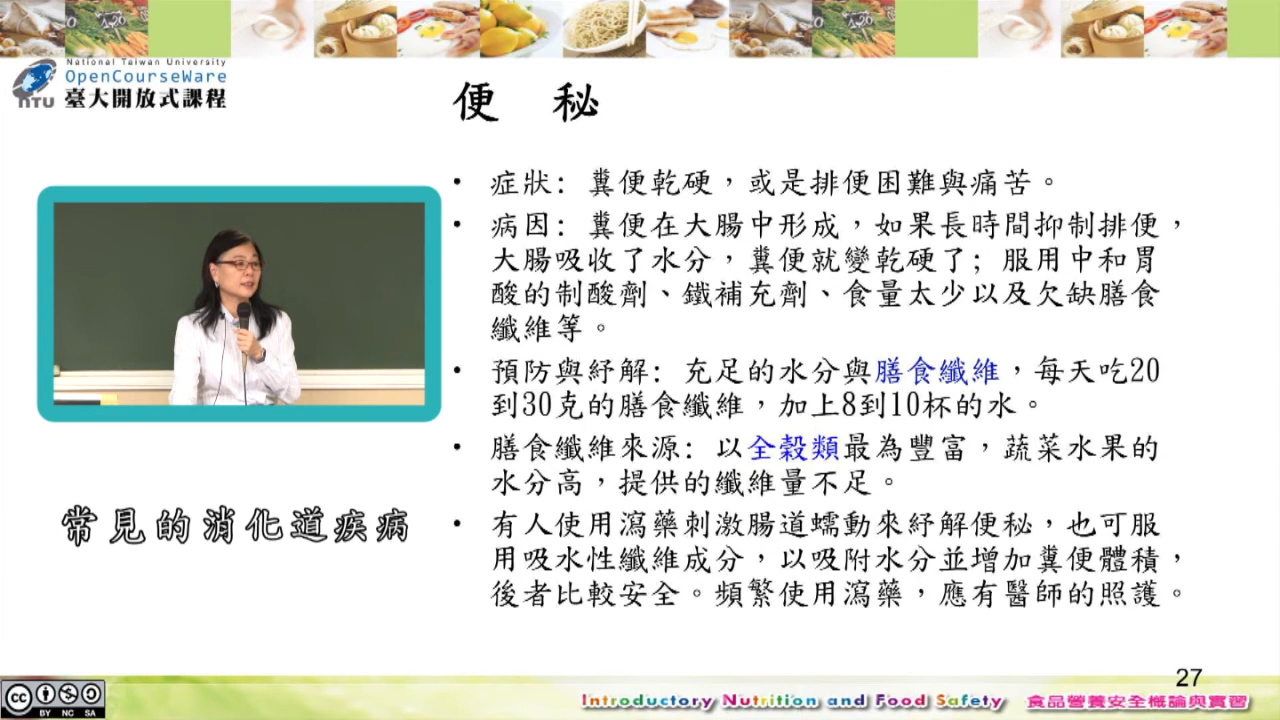 National Taiwan University
OpenCourseWare
NTU 臺大開放式課程
便 秘
• 症狀: 糞便乾硬，或是排便困難與痛苦。
• 病因: 糞便在大腸中形成，如果長時間抑制排便，
大腸吸收了水分，糞便就變乾硬了; 服用中和胃
酸的制酸劑、鐵補充劑、食量太少以及欠缺膳食
纖維等。
• 預防與紓解: 充足的水分與膳食纖維，每天吃20
到30克的膳食纖維，加上8到10杯的水。
• 膳食纖維來源: 以全穀類最為豐富，蔬菜水果的
水分高，提供的纖維量不足。
常見的消化道疾病
• 有人使用瀉藥刺激腸道蠕動來紓解便秘，也可服
用吸水性纖維成分，以吸附水分並增加糞便體積，
後者比較安全。頻繁使用瀉藥，應有醫師的照護。
27
cc BY NC SA
Introductory Nutrition and Food Safety 食品營養安全概論與實習